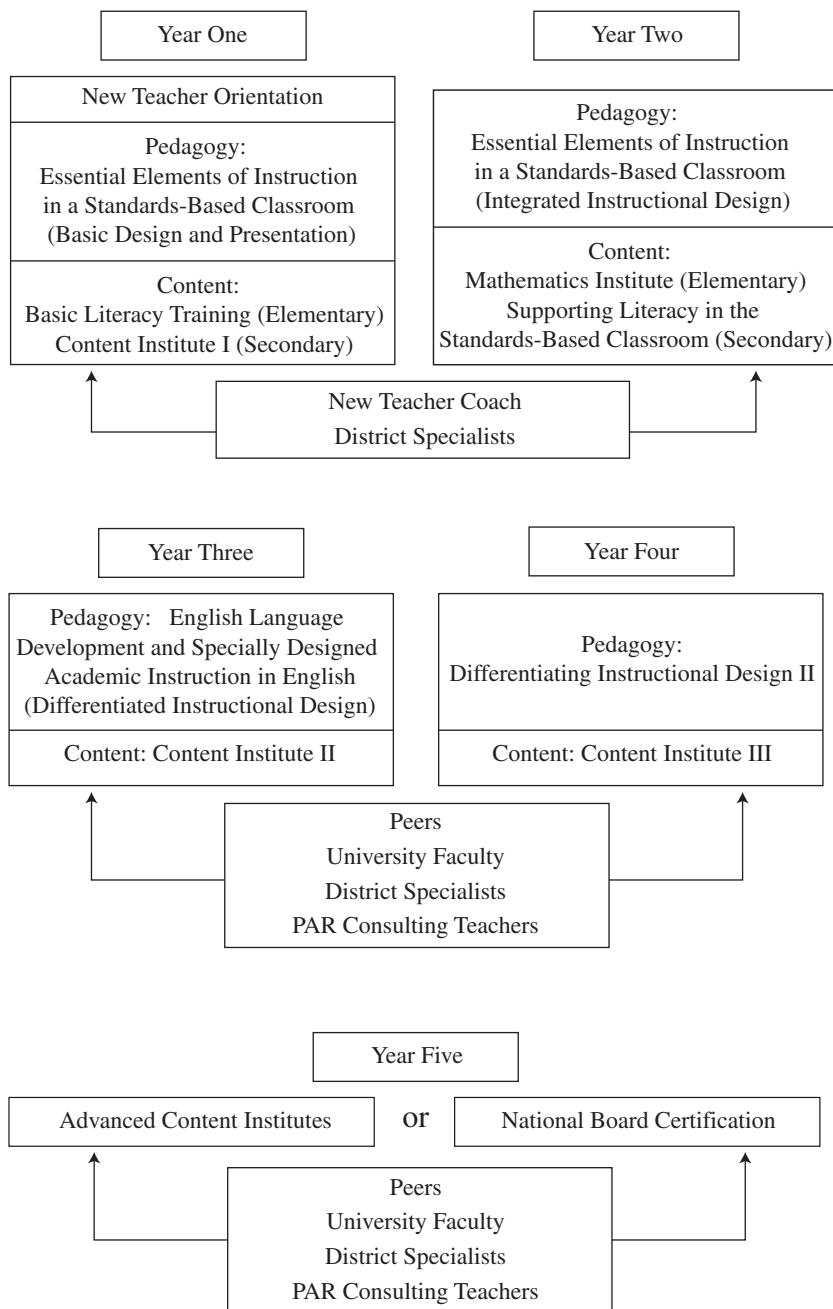 Year One
New Teacher Orientation
Pedagogy:
Essential Elements of Instruction
in a Standards-Based Classroom
(Basic Design and Presentation)
Content:
Basic Literacy Training (Elementary)
Content Institute I (Secondary)
Year Two
Pedagogy:
Essential Elements of Instruction
in a Standards-Based Classroom
(Integrated Instructional Design)
Content:
Mathematics Institute (Elementary)
Supporting Literacy in the
Standards-Based Classroom (Secondary)
New Teacher Coach
District Specialists
Year Three
Pedagogy: English Language
Development and Specially Designed
Academic Instruction in English
(Differentiated Instructional Design)
Content: Content Institute II
Year Four
Pedagogy:
Differentiating Instructional Design II
Content: Content Institute III
Peers
University Faculty
District Specialists
PAR Consulting Teachers
Year Five
Advanced Content Institutes
or
National Board Certification
Peers
University Faculty
District Specialists
PAR Consulting Teachers